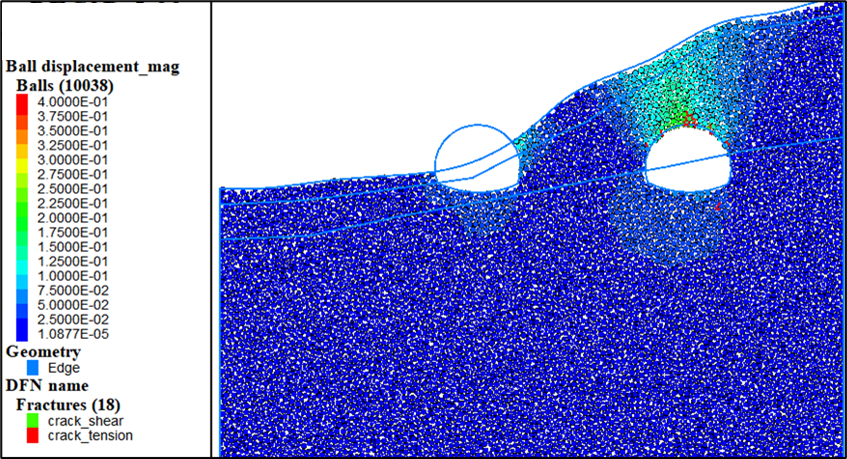 Ball displacement_mag
Balls (10038)
4.0000E-01
3.7500E-01
3.5000E-01
3.2500E-01
3.0000E-01
2.7500E-01
2.5000E-01
2.2500E-01
2.0000E-01
1.7500E-01
1.5000E-01
1.2500E-01
1.0000E-01
7.5000E-02
5.0000E-02
2.5000E-02
1.0877E-05
Geometry
Edge
DFN name
Fractures (18)
crack_shear
crack_tension